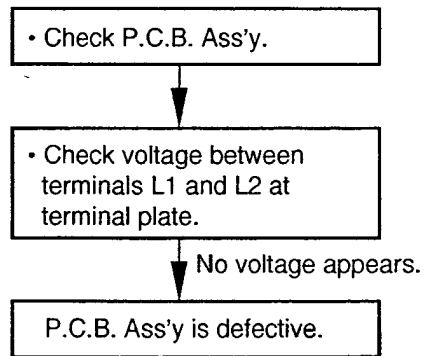 • Check P.C.B. Ass'y.
• Check voltage between
terminals L1 and L2 at
terminal plate.
No voltage appears.
P.C.B. Ass'y is defective.